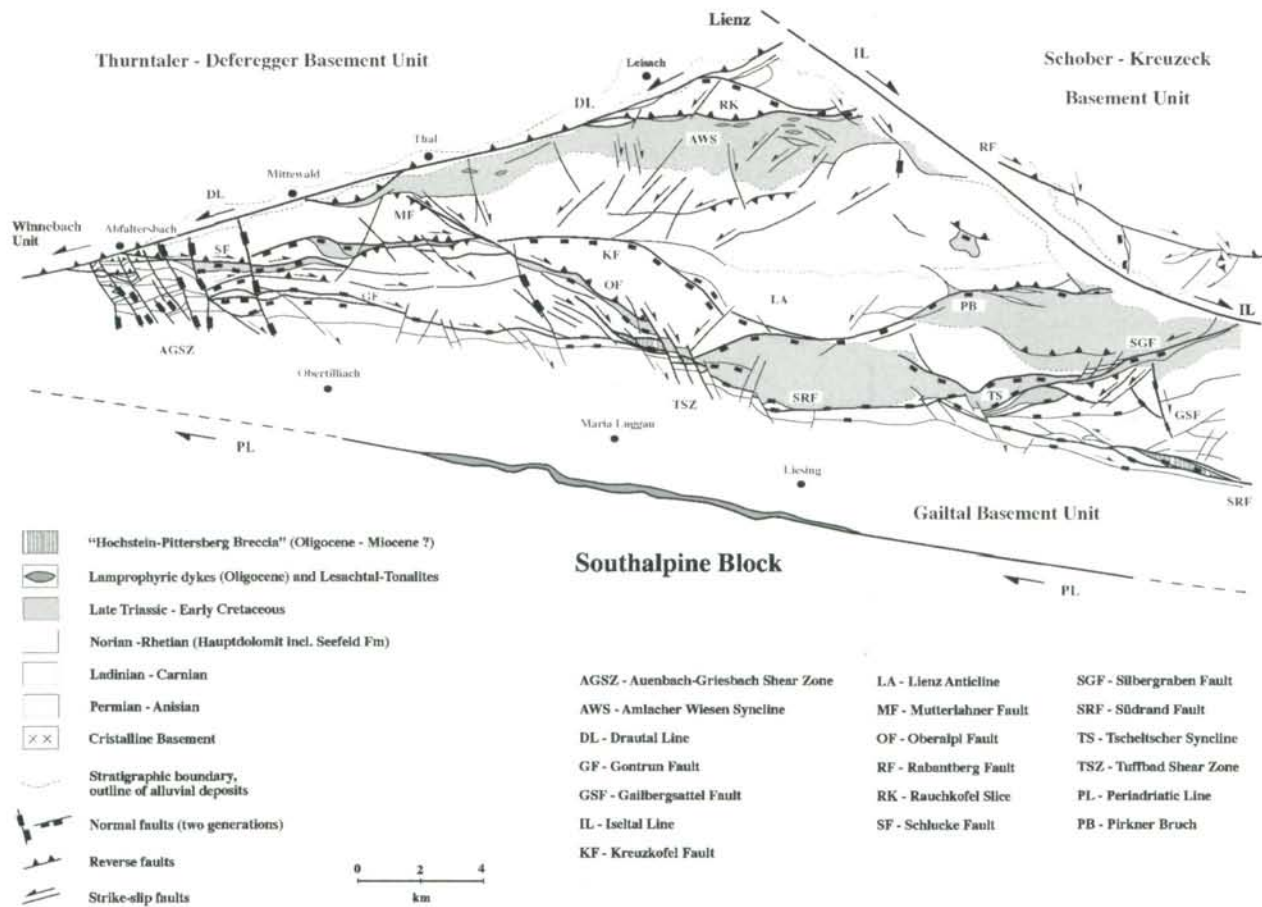 Lienz
IL
Thurntaler - Deferegger Basement Unit
Schober - Kreuzeck
Basement Unit
Leisach
DL
RK
AWS
RF
Thal
Mittewald
DL
MF
Winnebach
Unit
Abfaltersbach
SF
KF
OF
GF
LA
PB
IL
SGF
AGSZ
Obertilliach
TSZ
SRF
TS
GSF
Maria Luggau
PL
Liesing
SRF
Gailtal Basement Unit
Southalpine Block
PL
"Hochstein-Pittersberg Breccia" (Oligocene - Miocene ?)
Lamprophyric dykes (Oligocene) and Lesachtal-Tonalites
Late Triassic - Early Cretaceous
Norian -Rhetian (Hauptdolomit incl. Seefeld Fm)
Ladinian - Carnian
Permian - Anisian
Cristalline Basement
Stratigraphic boundary,
outline of alluvial deposits
Normal faults (two generations)
Reverse faults
Strike-slip faults
0 2 4
km
AGSZ - Auenbach-Griesbach Shear Zone
AWS - Amlacher Wiesen Syncline
DL - Drautal Line
GF - Gontrun Fault
GSF - Gailbergsattel Fault
IL - Iseltal Line
KF - Kreuzkofel Fault
LA - Lienz Anticline
MF - Mutterlahner Fault
OF - Oberalpl Fault
RF - Rabantberg Fault
RK - Rauchkofel Slice
SF - Schlucke Fault
SGF - Silbergraben Fault
SRF - Südrand Fault
TS - Tscheltscher Syncline
TSZ - Tuffbad Shear Zone
PL - Periadriatic Line
PB - Pirkner Bruch